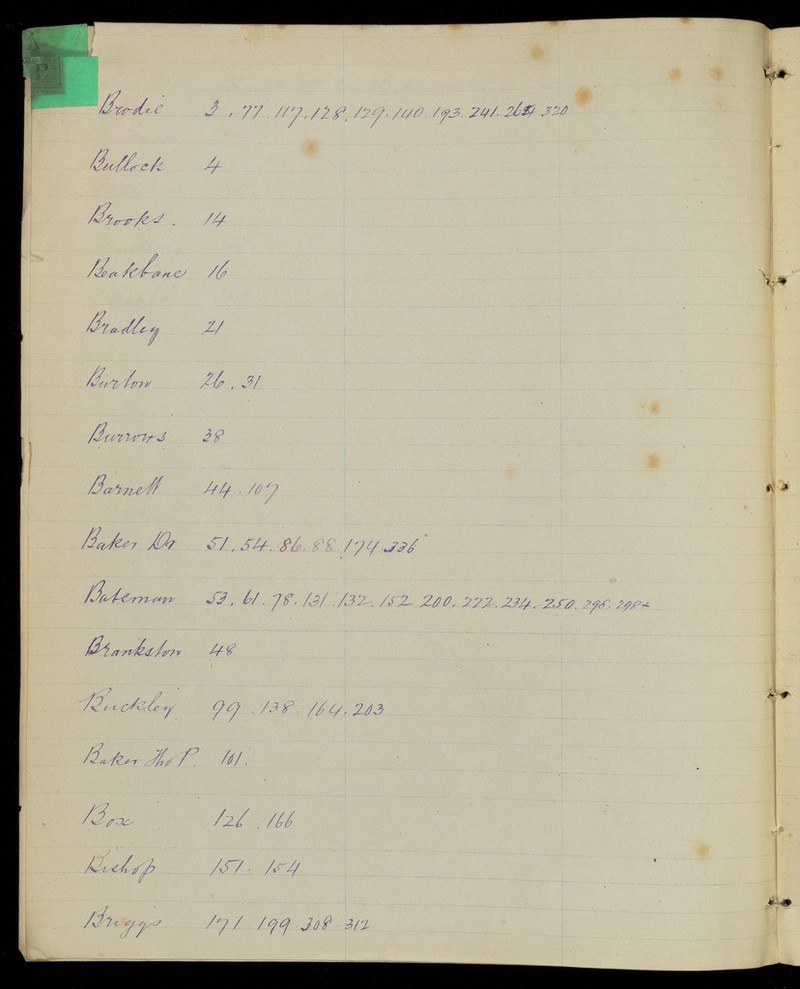 Brodie 3. 77. 117. 128. 129. 140. 193. 241. 320
Bullock 4
Brooks. 14
Beakbane 16
Bradley 21
Burton 26. 31
Burrows 38
Barnett 44. 107
Baker Dr 51. 54. 86. 88. 174. 336
Bateman 53. 61. 78. 131. 132. 152. 200. 222. 234. 250. 298. 298+
Brankston 48
Buckley 99. 138. 164. 203
Baker Tho P. 101.
Box 126. 166
Bishop 151. 154
Briggs 171. 199. 308. 312